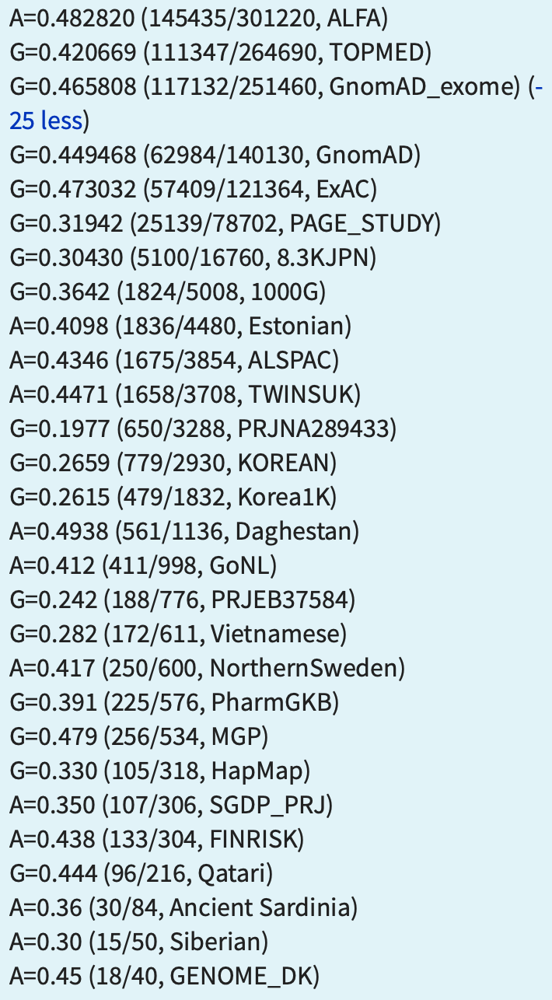 A=0.482820 (145435/301220, ALFA)
G=0.420669 (111347/264690, TOPMED)
G=0.465808 (117132/251460, GnomAD_exome) (-
25 less)
G=0.449468 (62984/140130, GnomAD)
G=0.473032 (57409/121364, ExAC)
G=0.31942 (25139/78702, PAGE_STUDY)
G=0.30430 (5100/16760, 8.3KJPN)
G=0.3642 (1824/5008, 1000G)
A=0.4098 (1836/4480, Estonian)
A=0.4346 (1675/3854, ALSPAC)
A=0.4471 (1658/3708, TWINSUK)
G=0.1977 (650/3288, PRJNA289433)
G=0.2659 (779/2930, KOREAN)
G=0.2615 (479/1832, Korea1K)
A=0.4938 (561/1136, Daghestan)
A=0.412 (411/998, GoNL)
G=0.242 (188/776, PRJEB37584)
G=0.282 (172/611, Vietnamese)
A=0.417 (250/600, NorthernSweden)
G=0.391 (225/576, PharmGKB)
G=0.479 (256/534, MGP)
G=0.330 (105/318, HapMap)
A=0.350 (107/306, SGDP_PRJ)
A=0.438 (133/304, FINRISK)
G=0.444 (96/216, Qatari)
A=0.36 (30/84, Ancient Sardinia)
A=0.30 (15/50, Siberian)
A=0.45 (18/40, GENOME_DK)